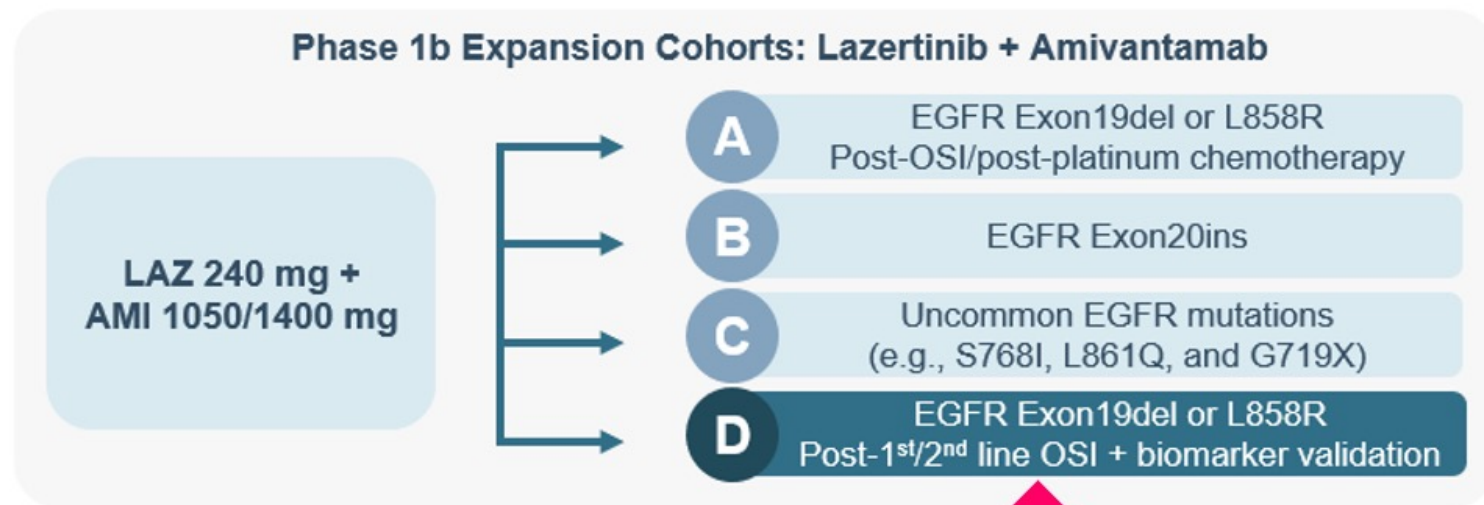 Phase 1b Expansion Cohorts: Lazertinib + Amivantamab
LAZ 240 mg +
AMI 1050/1400 mg
A
EGFR Exon19del or L858R
Post-OSI/post-platinum chemotherapy
B
EGFR Exon20ins
C
Uncommon EGFR mutations
(e.g., S768I, L861Q, and G719X)
D
EGFR Exon19del or L858R
Post-1st/2nd line OSI + biomarker validation